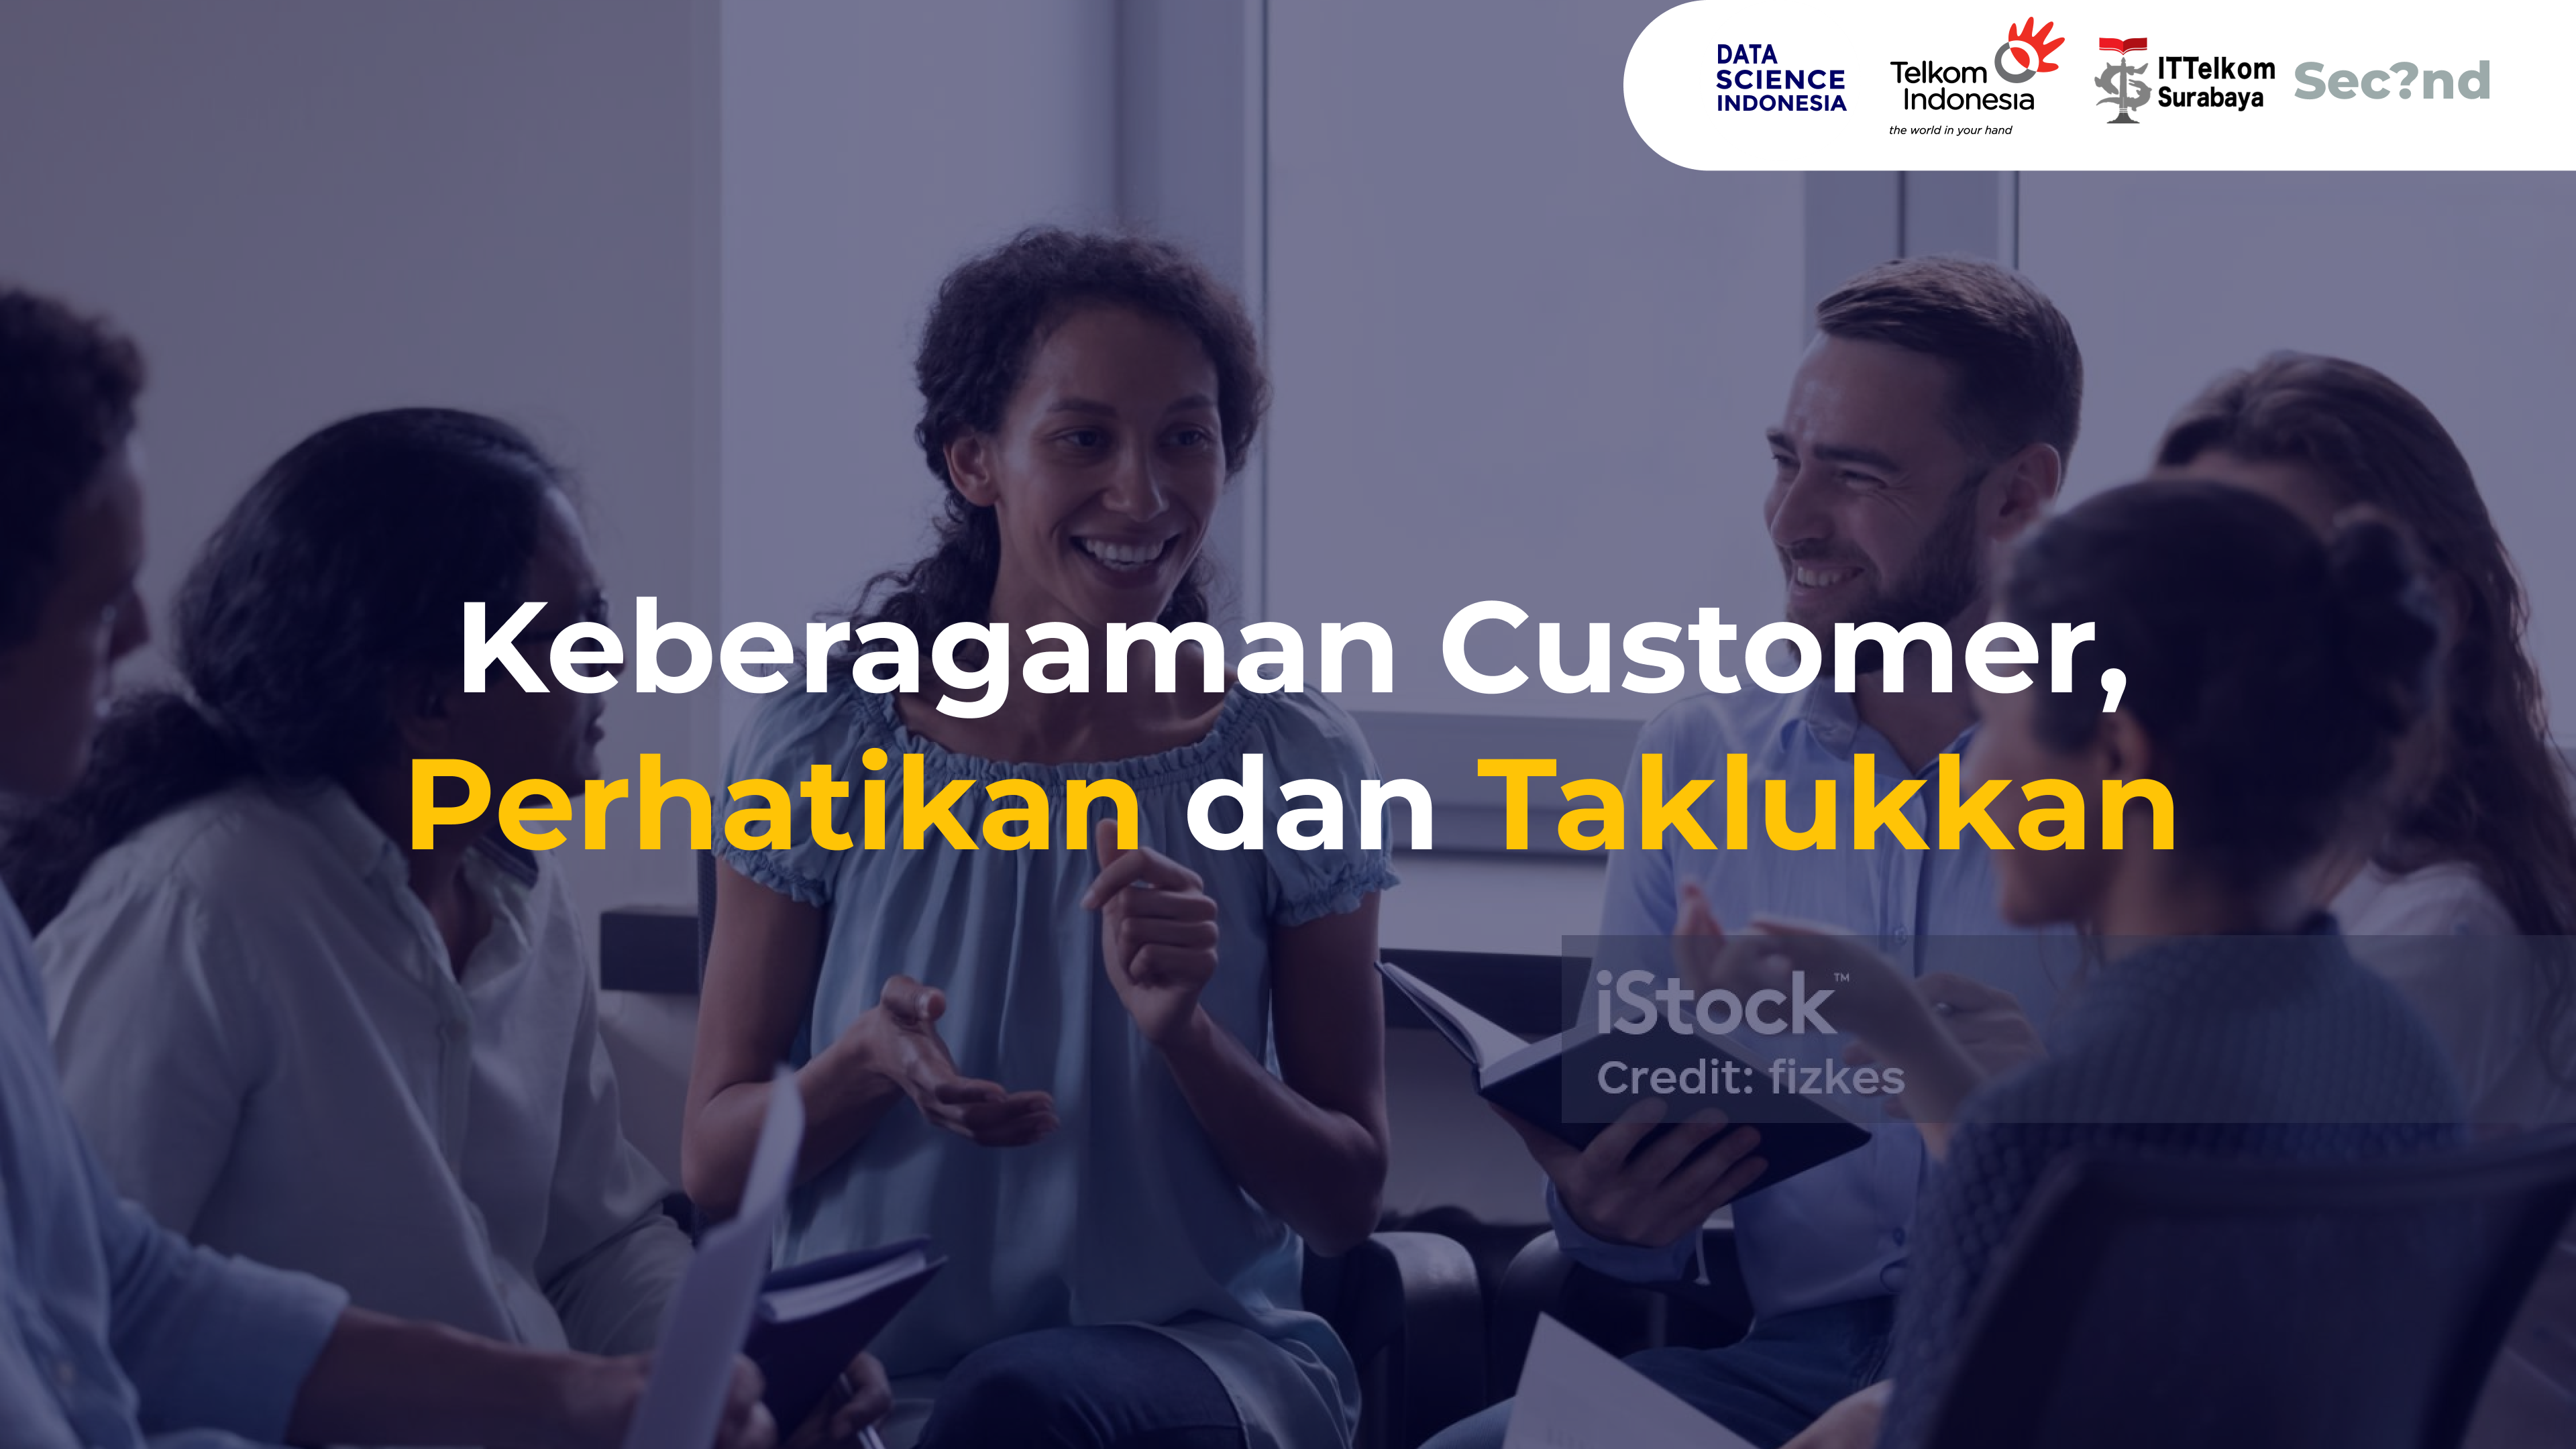 DATA
SCIENCE
INDONESIA
Telkom
Indonesia
the world in your hand
ITTelkom
Surabaya
Sec?nd
Keberagaman Customer,
Perhatikan dan Taklukkan
iStock™
Credit: fizkes